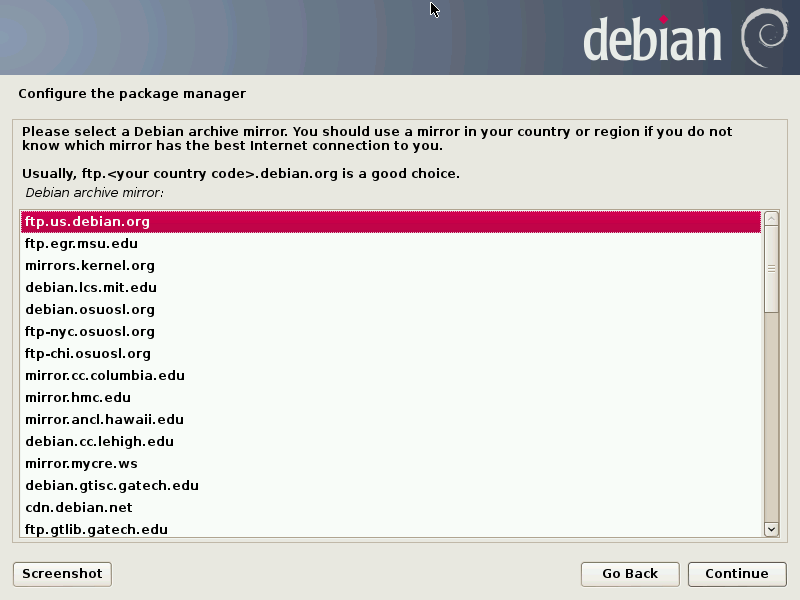 debian
Configure the package manager
Please select a Debian archive mirror. You should use a mirror in your country or region if you do not
know which mirror has the best Internet connection to you.
Usually, ftp.<your country code>.debian.org is a good choice.
Debian archive mirror:
ftp.us.debian.org
ftp.egr.msu.edu
mirrors.kernel.org
debian.lcs.mit.edu
debian.osuosl.org
ftp-nyc.osuosl.org
ftp-chi.osuosl.org
mirror.cc.columbia.edu
mirror.hmc.edu
mirror.ancl.hawaii.edu
debian.cc.lehigh.edu
mirror.mycre.ws
debian.gtisc.gatech.edu
cdn.debian.net
ftp.gtlib.gatech.edu
Screenshot
Go Back
Continue